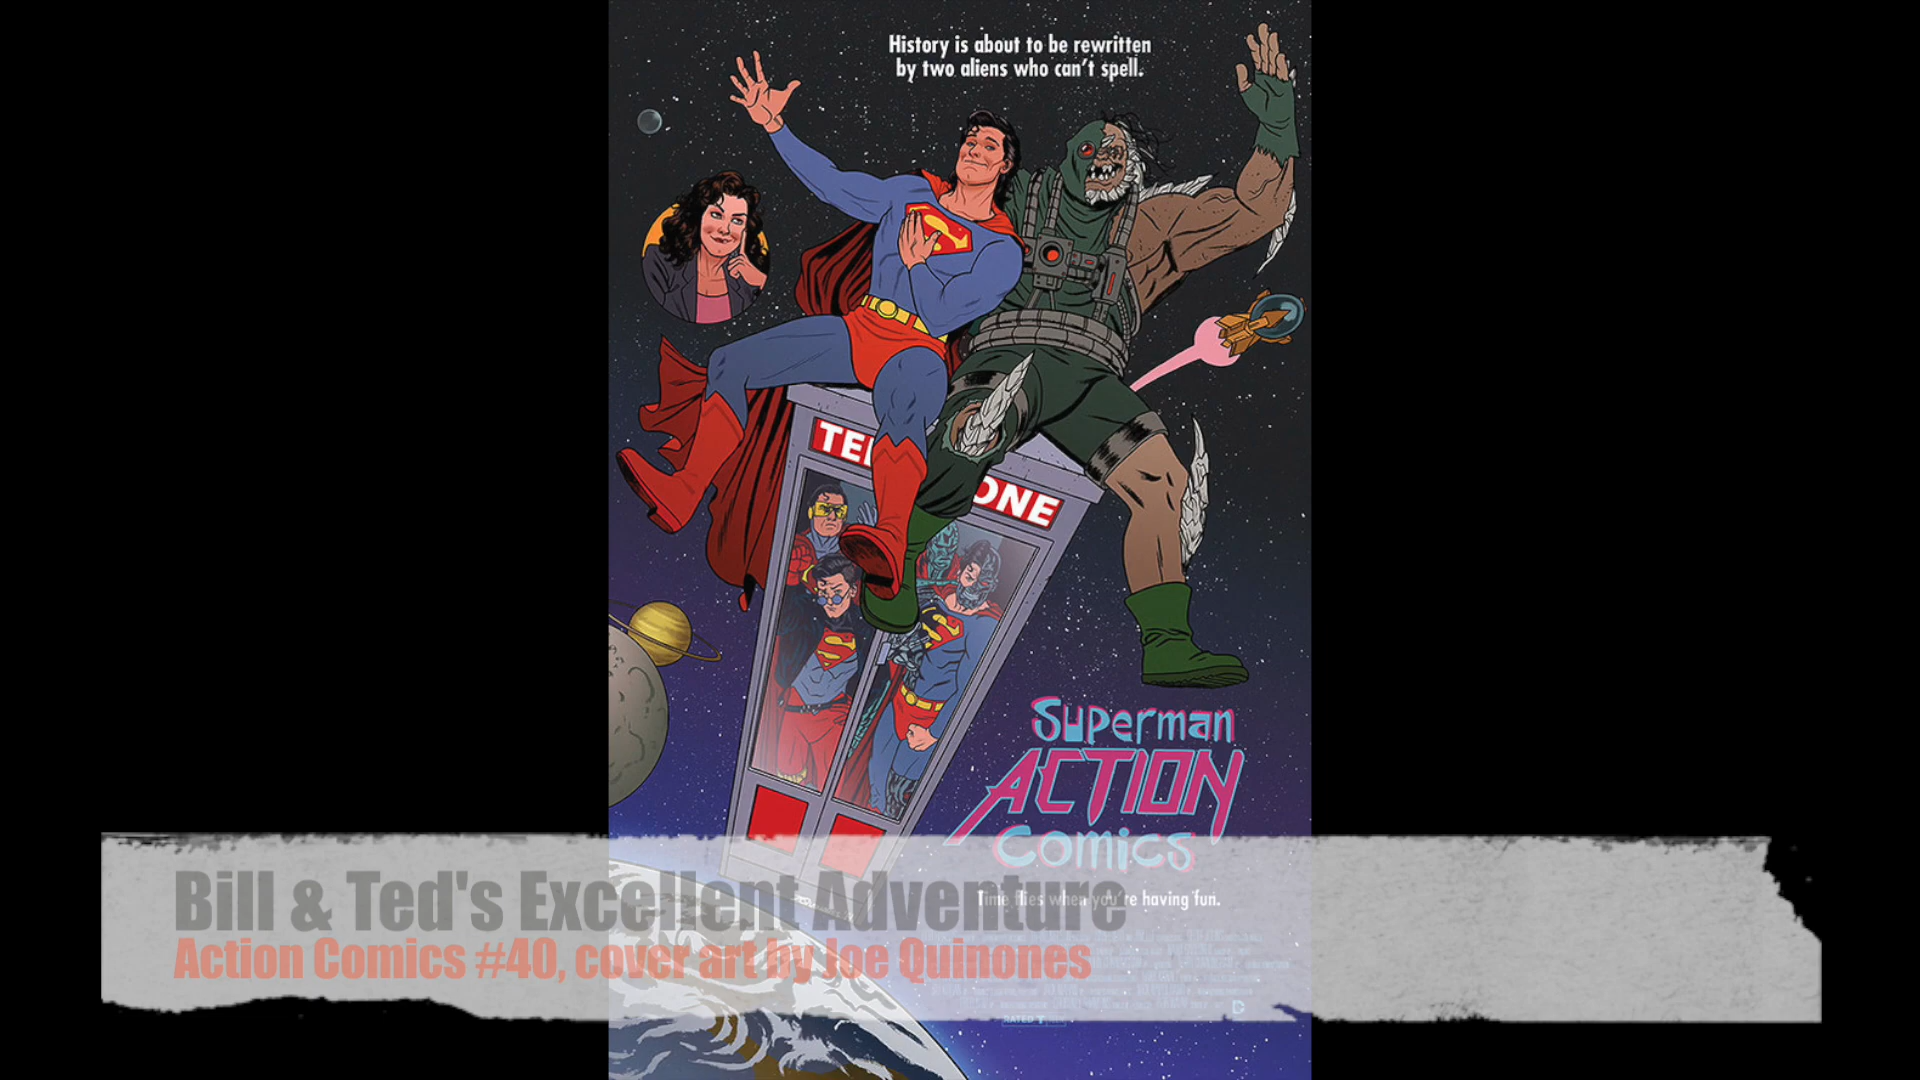 History is about to be rewritten
by two aliens who can't spell.
TE
ONE
Superman
ACTION
Comics
Bill & Ted's Excellent Adventure
Time flies when you're having fun.
Action Comics #40, cover art by Joe Quinones
RATED T